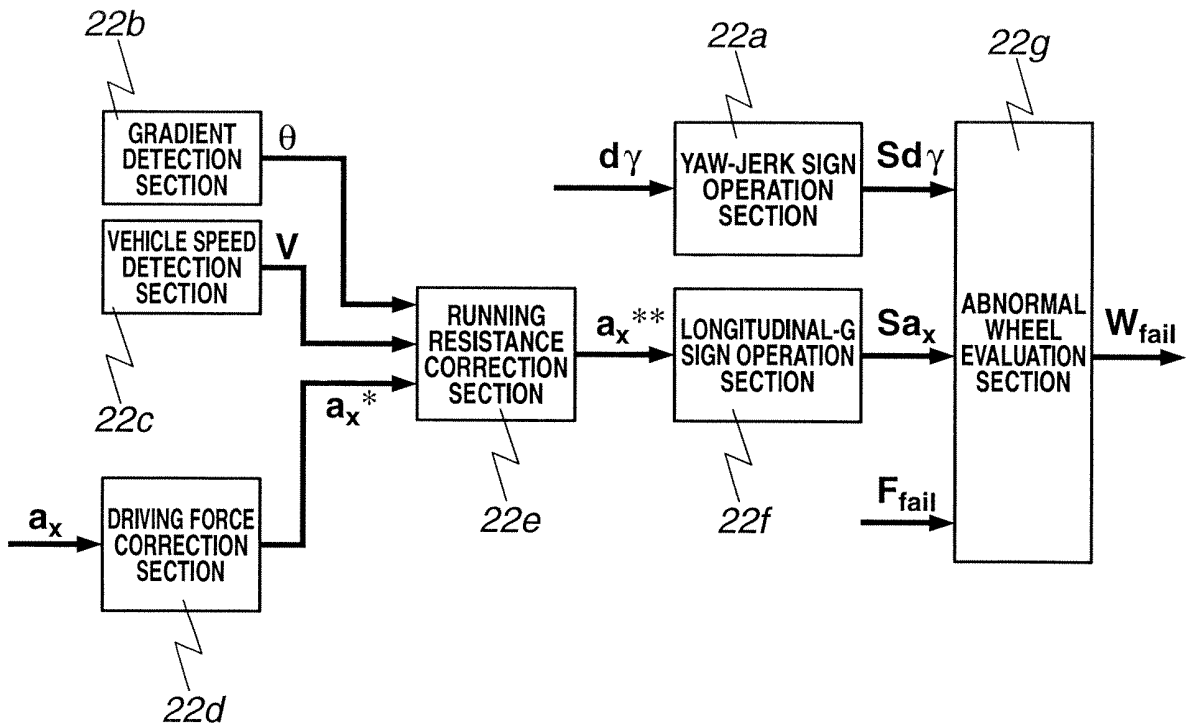 22b
22a
22g
GRADIENT
DETECTION
SECTION
θ
dγ
YAW-JERK SIGN
OPERATION
SECTION
Sdγ
VEHICLE SPEED
DETECTION
SECTION
V
22c
RUNNING
RESISTANCE
CORRECTION
SECTION
ax*
ax**
LONGITUDINAL-G
SIGN OPERATION
SECTION
Sax
ABNORMAL
WHEEL
EVALUATION
SECTION
Wfail
22e
22f
Ffail
ax
DRIVING FORCE
CORRECTION
SECTION
22d